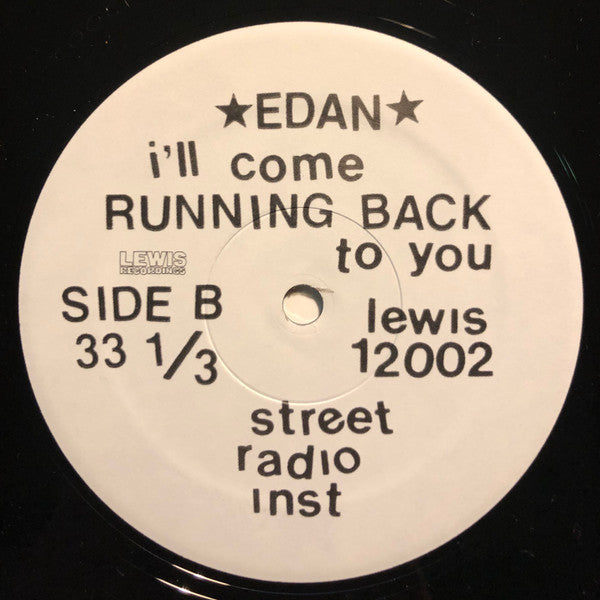 ★EDAN★
i'll come
RUNNING BACK
to you
LEWIS
RECORDINGS
SIDE B
33 1/3
lewis
12002
street
radio
inst